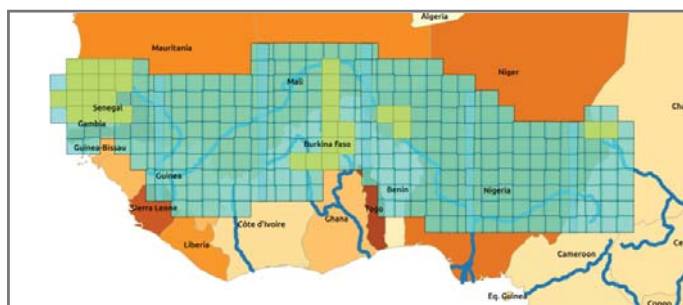 Algeria
Mauritania
Niger
Mali
Senegal
Gambia
Burkina Faso
Guinea-Bissau
Guinea
Benin
Nigeria
Sierra Leone
Togo
Ghana
Côte d'Ivoire
Liberia
Cameroon
Eq. Guinea
Congo